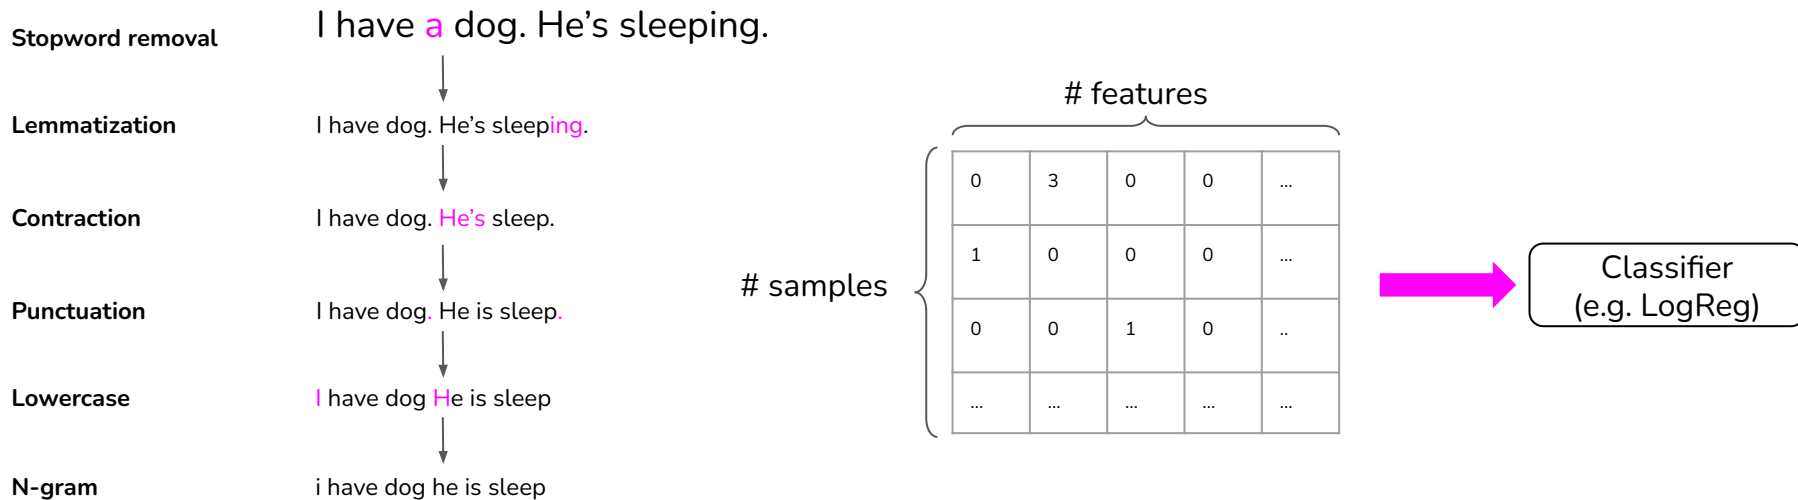 Stopword removal
I have a dog. He’s sleeping.
Lemmatization
I have dog. He’s sleeping.
Contraction
I have dog. He’s sleep.
Punctuation
I have dog. He is sleep.
Lowercase
I have dog He is sleep
N-gram
i have dog he is sleep
# features
# samples
0 3 0 0 ...
1 0 0 0 ...
0 0 1 0 ..
... ... ... ... ...
Classifier
(e.g. LogReg)